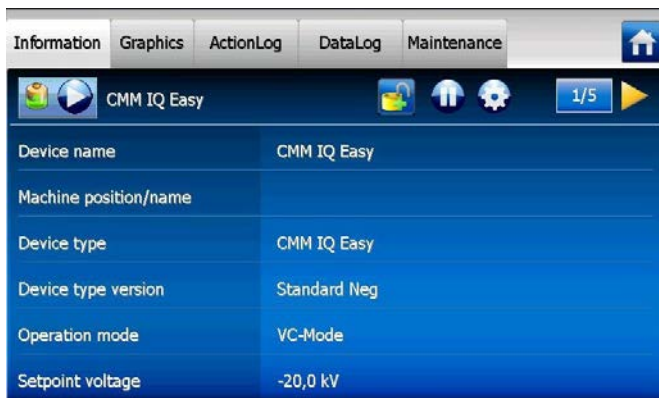 Information Graphics ActionLog DataLog Maintenance
CMM IQ Easy 1/5
Device name CMM IQ Easy
Machine position/name
Device type CMM IQ Easy
Device type version Standard Neg
Operation mode VC-Mode
Setpoint voltage -20,0 kV